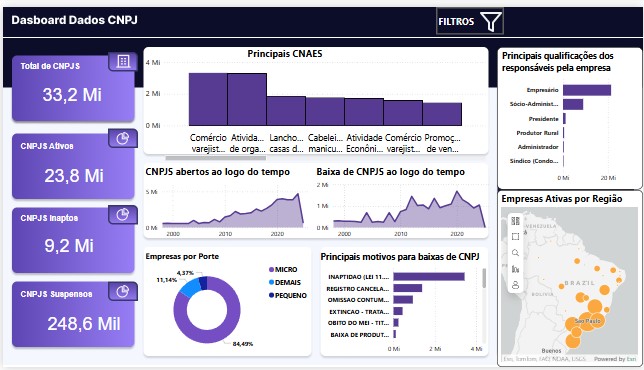 Dasboard Dados CNPJ
FILTROS
Total de CNPJS
33,2 Mi
CNPJS Ativos
23,8 Mi
CNPJS Inaptos
9,2 Mi
CNPJS Suspensos
248,6 Mil
Principais CNAES
4 Mi
2 Mi
0 Mi
Comércio varejist...
Ativida... de orga...
Lancho... casas d...
Cabelei... manicu...
Atividade Econôni...
Comércio varejist...
Promoç... de ven...
CNPJS abertos ao logo do tempo
5 Mi
0 Mi
2000
2010
2020
Baixa de CNPJS ao logo do tempo
2 Mi
1 Mi
0 Mi
2000
2010
2020
Empresas por Porte
4,37%
11,14%
84,49%
MICRO
DEMAIS
PEQUENO
Principais motivos para baixas de CNPJ
INAPTIDAO (LEI 11....
REGISTRO CANCELA...
OMISSAO CONTUM...
EXTINCAO - TRATA...
OBITO DO MEI - TIT...
BAIXA DE PRODUT...
0 Mi
2 Mi
4 Mi
Principais qualificações dos
responsáveis pela empresa
Empresário
Sócio-Administ...
Presidente
Produtor Rural
Administrador
Síndico (Condo...
0 Mi
20 Mi
Empresas Ativas por Região
VENEZUELA
BRAZIL
BOLIVIA
São Paulo
Buenos
Esri, TomTom, FAO, NOAA, USGS
Powered by Esri